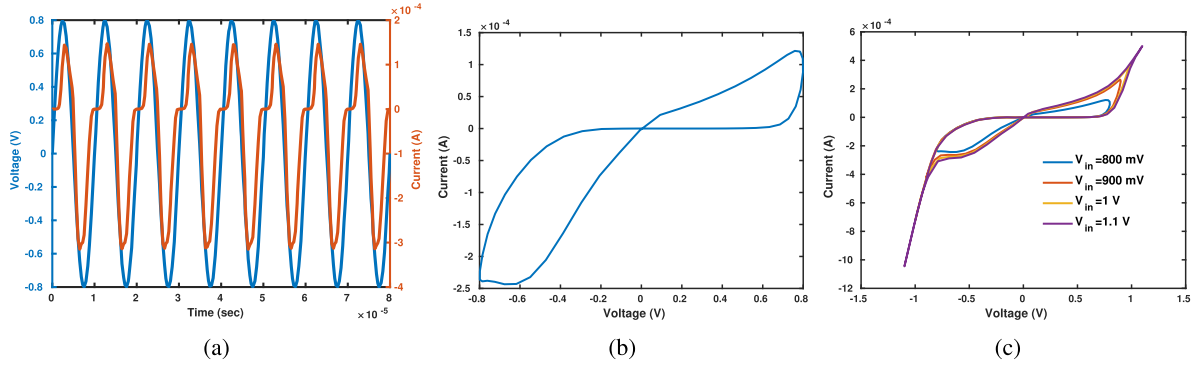 ×10 -4
0.8
0.6
0.4
0.2
0
-0.2
-0.4
-0.6
-0.8
Voltage (V)
2
1
0
-1
-2
-3
-4
Current (A)
0 1 2 3 4 5 6 7 8
Time (sec)
×10 -5
(a)
×10 -4
1.5
1
0.5
0
-0.5
-1
-1.5
-2
-2.5
Current (A)
-0.8 -0.6 -0.4 -0.2 0 0.2 0.4 0.6 0.8
Voltage (V)
(b)
×10 -4
6
4
2
0
-2
-4
-6
-8
-10
-12
Current (A)
V in =800 mV
V in =900 mV
V in =1 V
V in =1.1 V
-1.5 -1 -0.5 0 0.5 1 1.5
Voltage (V)
(c)